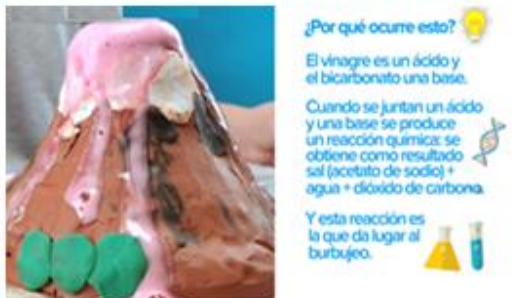 ¿Por qué ocurre esto?
El vinagre es un ácido y
el bicarbonato una base.
Cuando se juntan un ácido
y una base se produce
un reacción química: se
obtiene como resultado
sal (acetato de sodio) +
agua + dióxido de carbono.
Y esta reacción es
la que da lugar al
burbujeo.